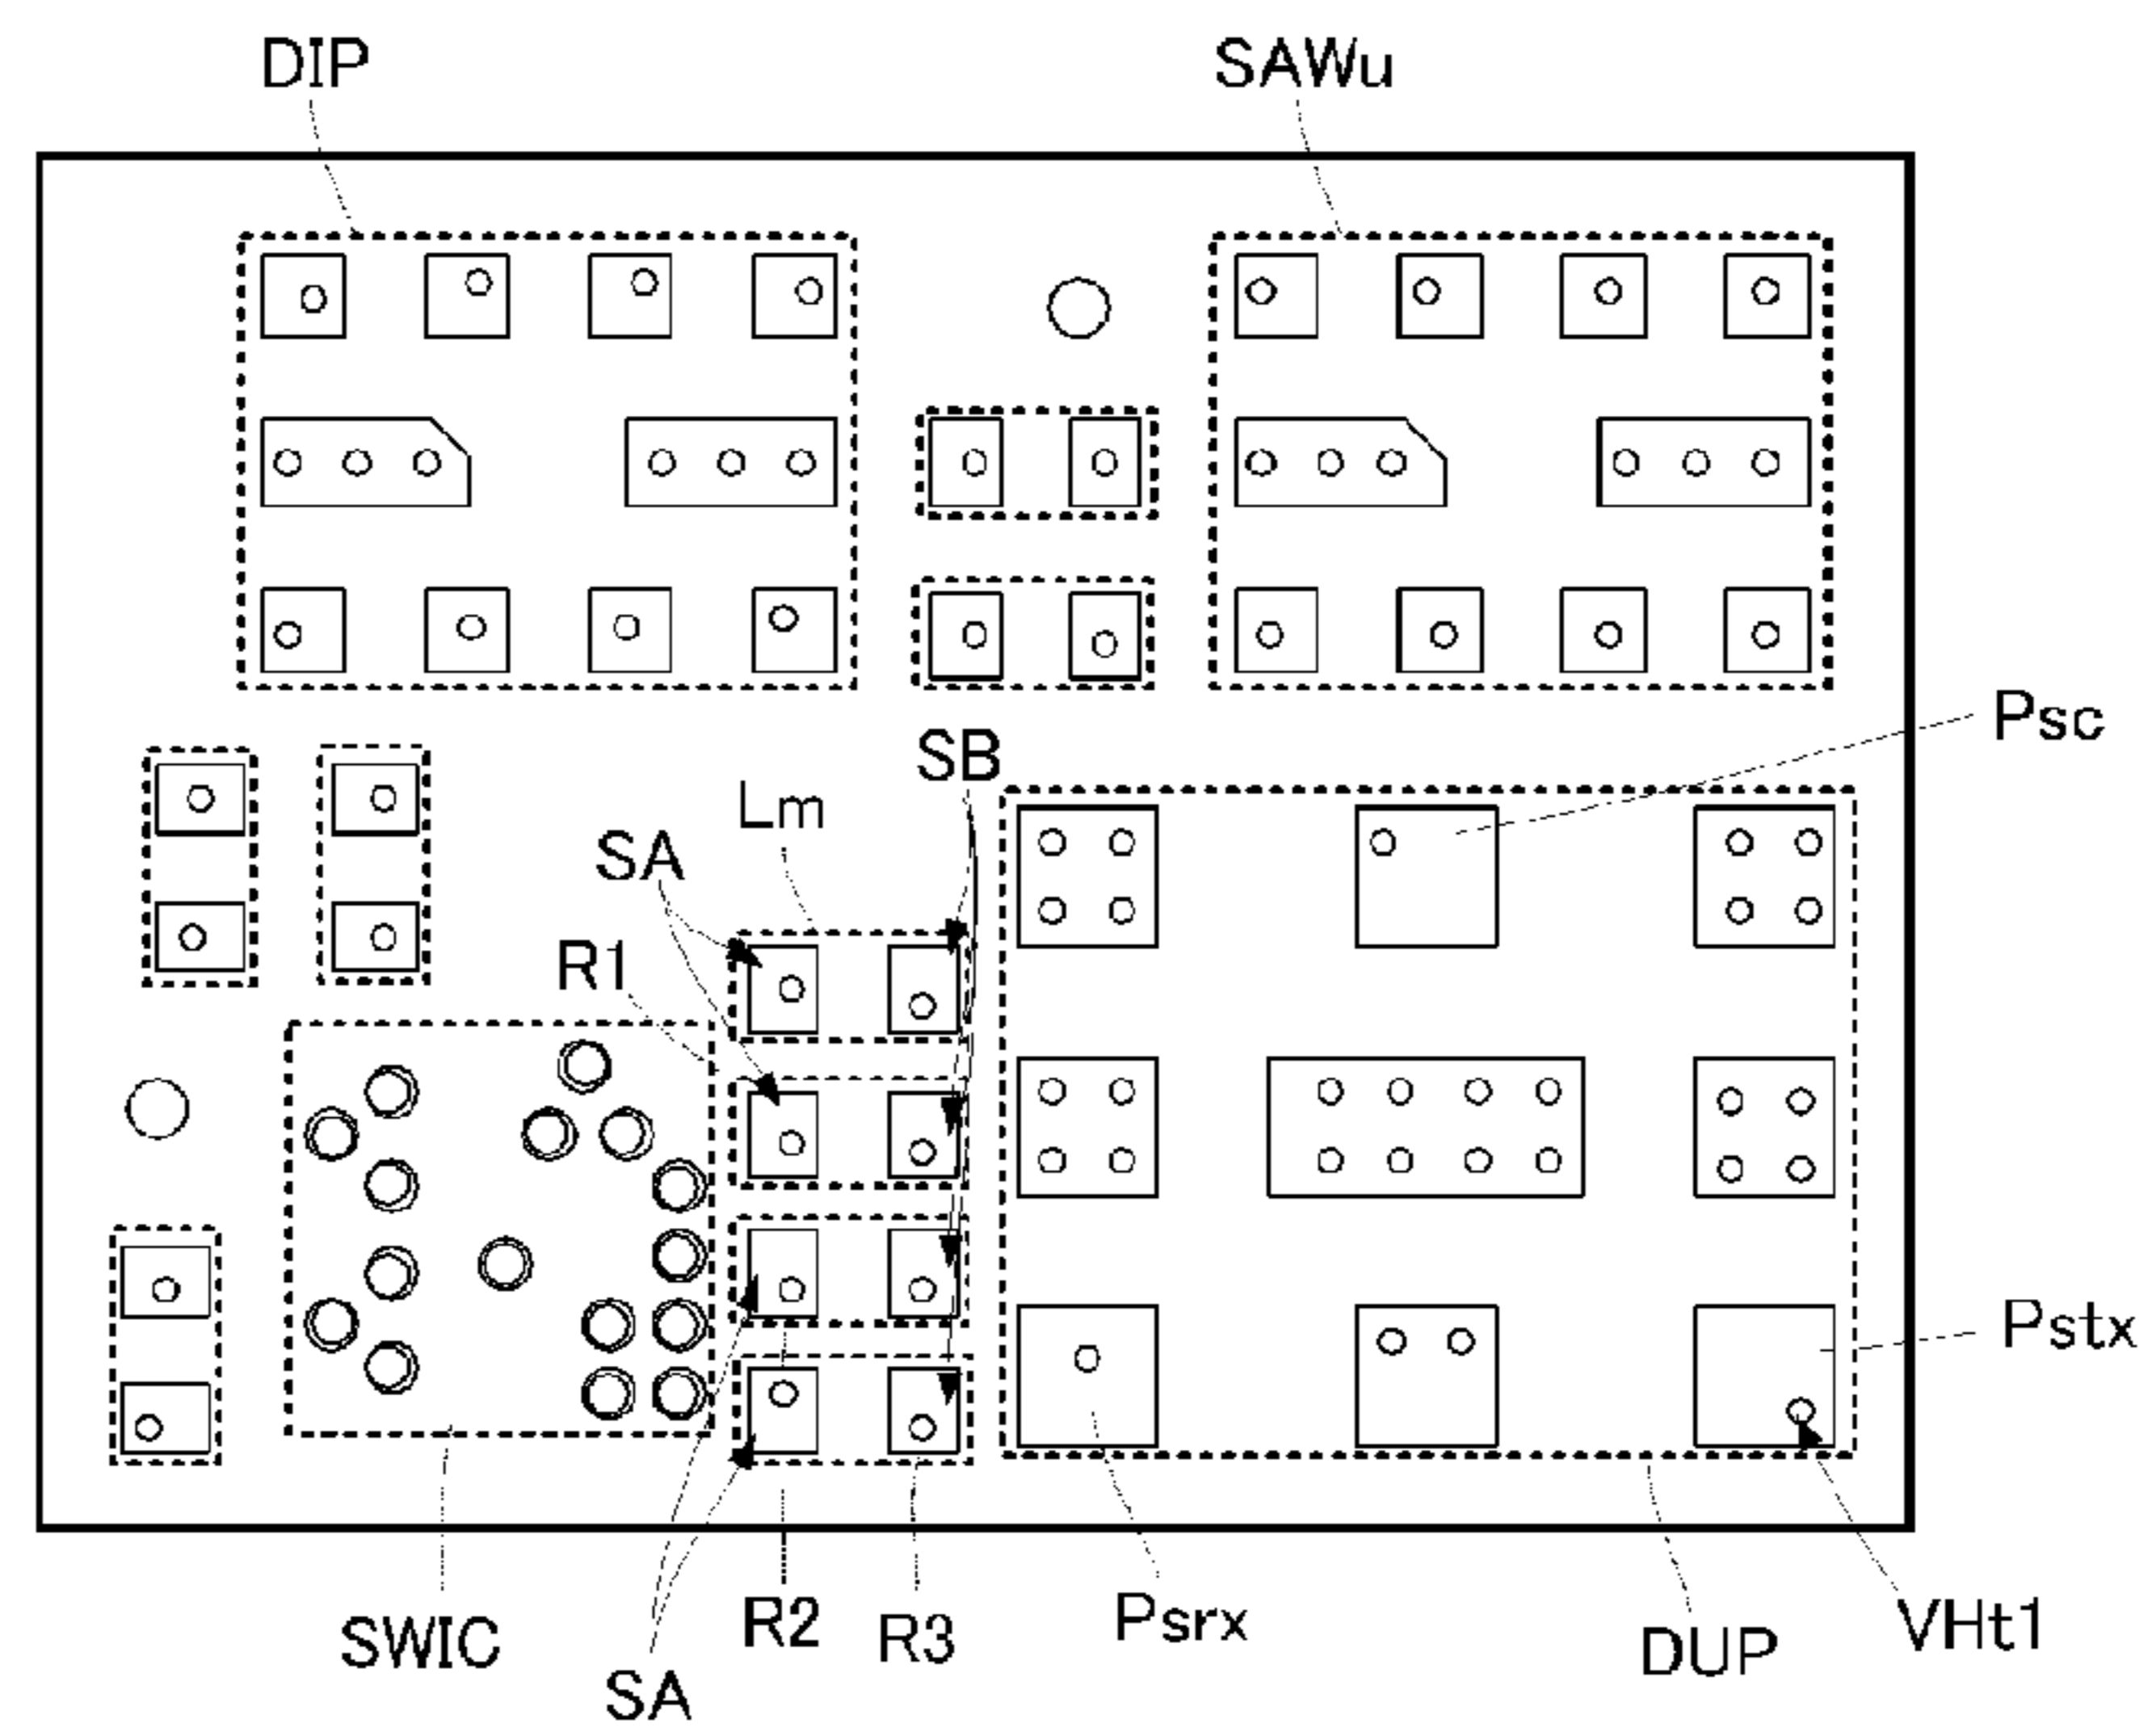 DIP
SAWu
Psc
SB
Lm
SA
R1
Pstx
Psrx
R2
R3
VHt1
SWIC
DUP
SA